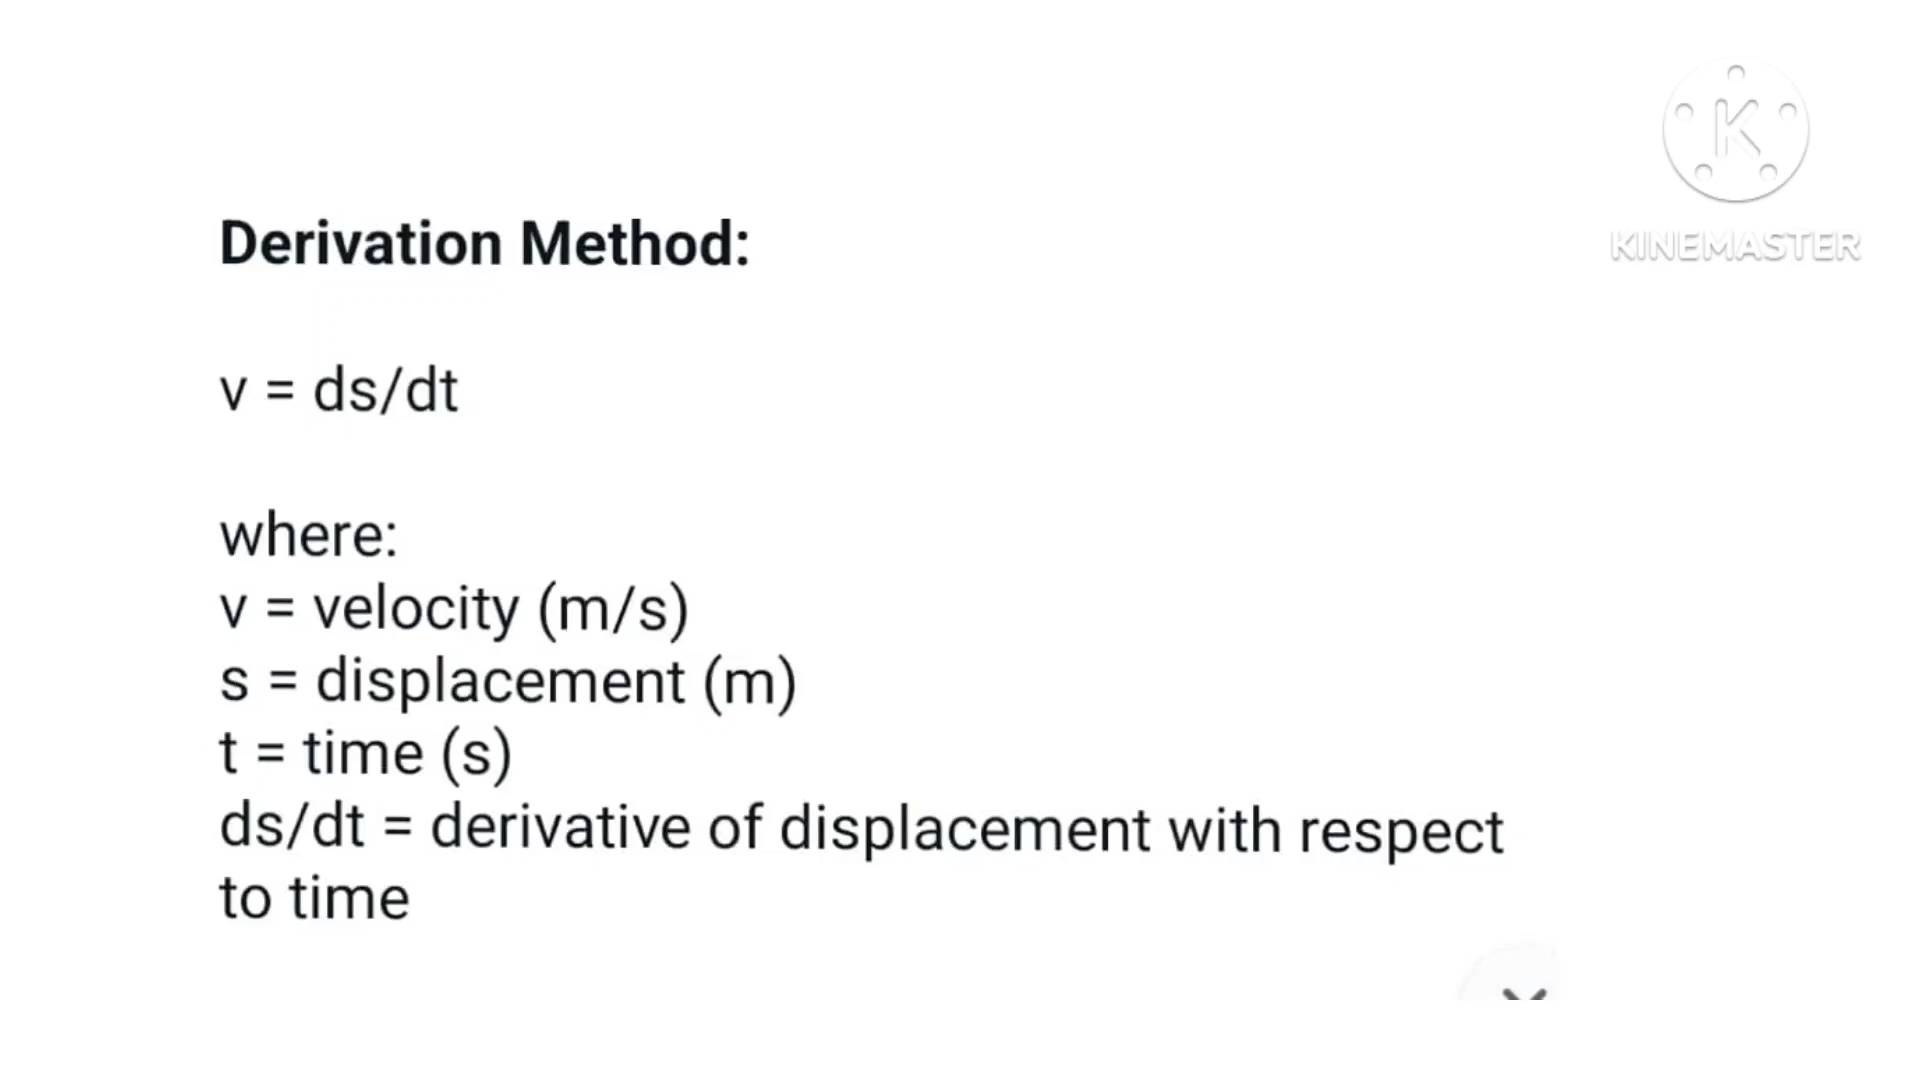 K
KINEMASTER
Derivation Method:
v = ds/dt
where:
v = velocity (m/s)
s = displacement (m)
t = time (s)
ds/dt = derivative of displacement with respect
to time